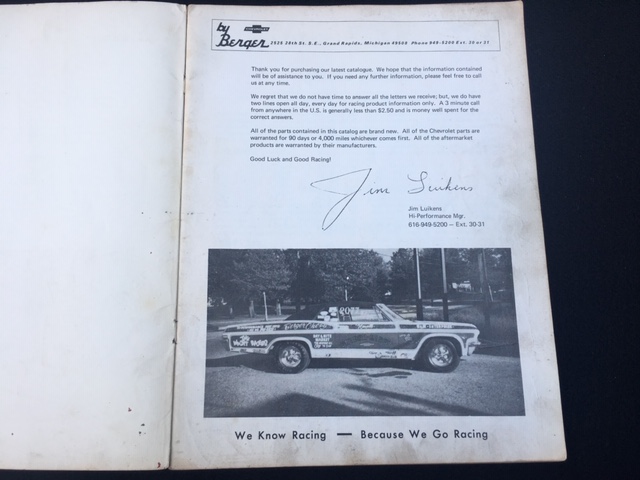 by CHEVROLET
Berger 2525 28th St. S.E., Grand Rapids, Michigan 49506 Phone 949-5200 Ext. 30 or 31
Thank you for purchasing our latest catalogue. We hope that the information contained
will be of assistance to you. If you need any further information, please feel free to call
us at any time.
We regret that we do not have time to answer all the letters we receive; but, we do have
two lines open all day, every day for racing product information only. A 3 minute call
from anywhere in the U.S. is generally less than $2.50 and is money well spent for the
correct answers.
All of the parts contained in this catalog are brand new. All of the Chevrolet parts are
warranted for 90 days or 4,000 miles whichever comes first. All of the aftermarket
products are warranted by their manufacturers.
Good Luck and Good Racing!
Jim Luikens
Jim Luikens
Hi-Performance Mgr.
616-949-5200 — Ext. 30-31
We Know Racing — Because We Go Racing